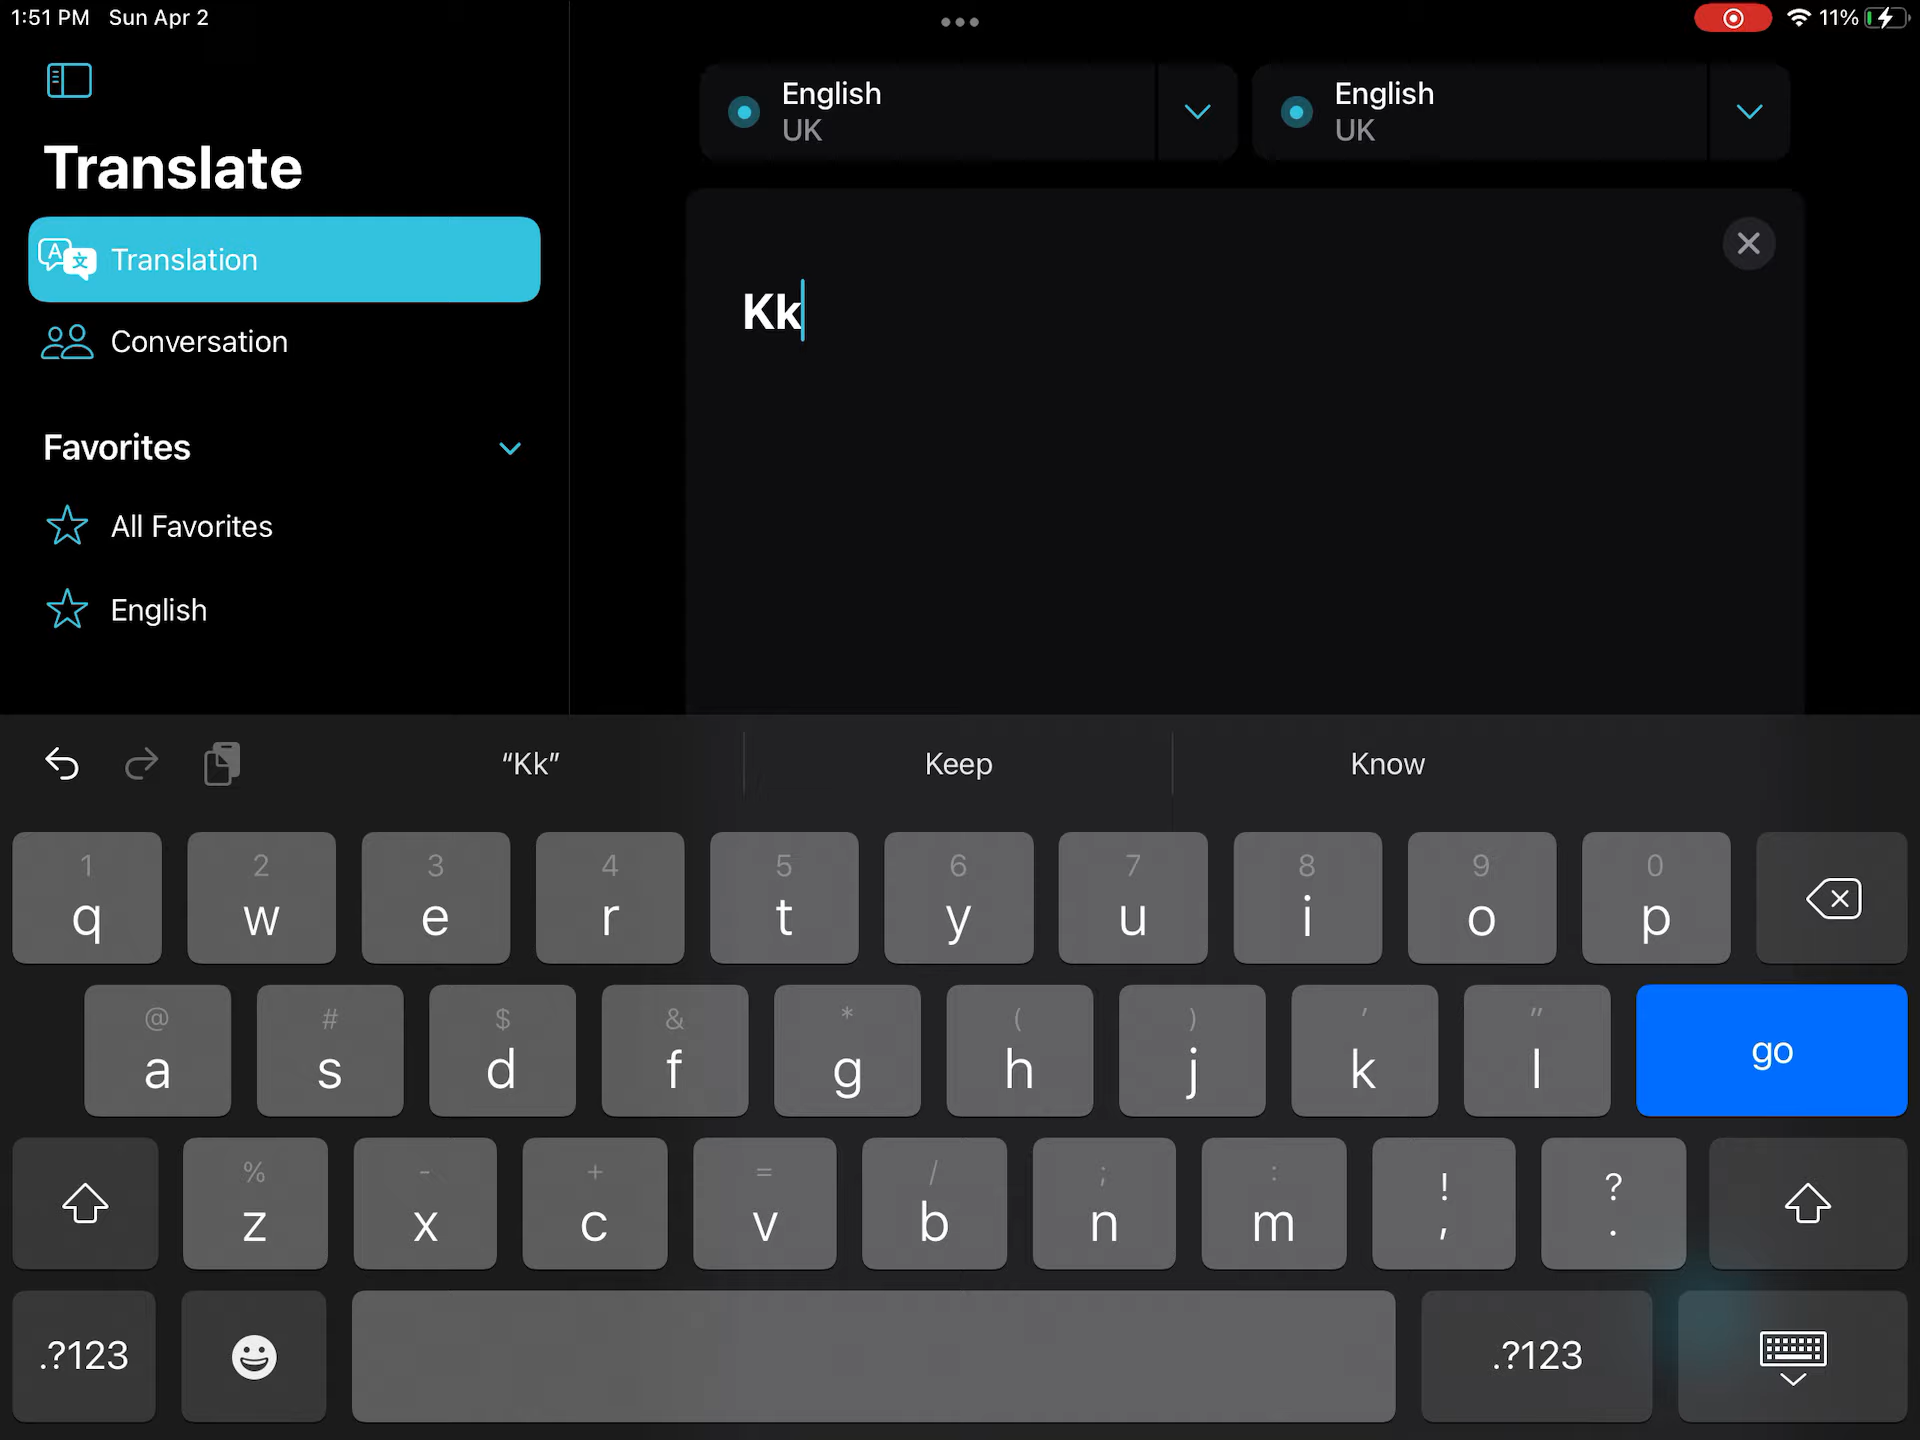 1:51 PM Sun Apr 2
11%
Translate
Translation
Conversation
Favorites
All Favorites
English
English
UK
English
UK
Kk
“Kk”
Keep
Know
1 2 3 4 5 6 7 8 9 0
q w e r t y u i o p
@ # $ & * ( ) ' "
a s d f g h j k l
go
% - + = / ; : ! ?
z x c v b n m , .
.?123
.?123